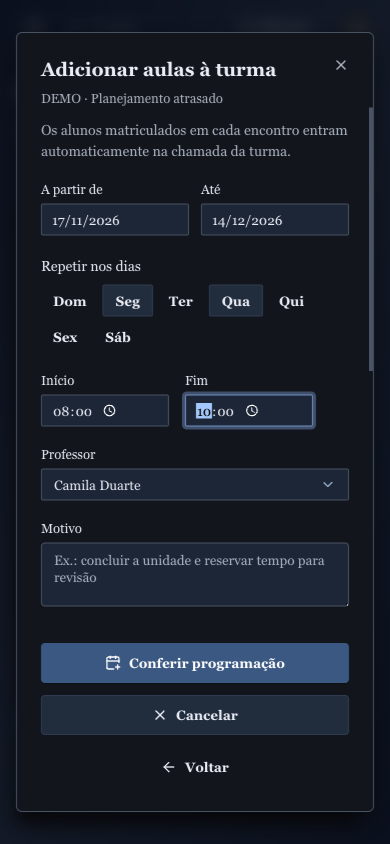 Adicionar aulas à turma
DEMO · Planejamento atrasado
Os alunos matriculados em cada encontro entram
automaticamente na chamada da turma.
A partir de Até
17/11/2026 14/12/2026
Repetir nos dias
Dom Seg Ter Qua Qui
Sex Sáb
Início Fim
08:00 10:00
Professor
Camila Duarte
Motivo
Ex.: concluir a unidade e reservar tempo para
revisão
Conferir programação
Cancelar
Voltar